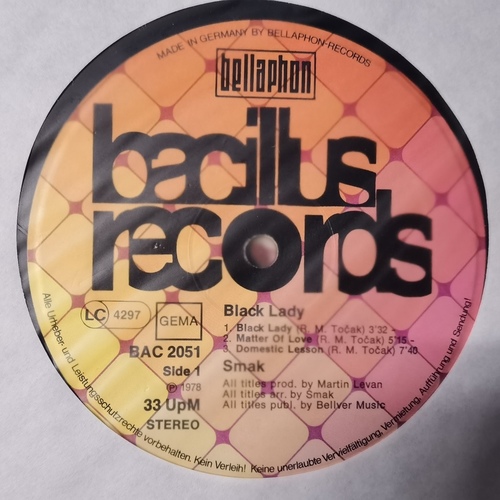 MADE IN GERMANY BY BELLAPHON-RECORDS
bellaphon
bacillus
records
LC 4297
GEMA
BAC 2051
Side 1
℗ 1978
33 UpM
STEREO
Black Lady
1. Black Lady (R. M. Točak) 3'32 -
2. Matter Of Love (R. M. Točak) 5'15 -
3. Domestic Lesson (R. M. Točak) 7'40
Smak
All titles prod. by Martin Levan
All titles arr. by Smak
All titles publ. by Bellver Music
Alle Urheber- und Leistungsschutzrechte vorbehalten. Kein Verleih! Keine unerlaubte Vervielfältigung, Vermietung, Aufführung und Sendung!